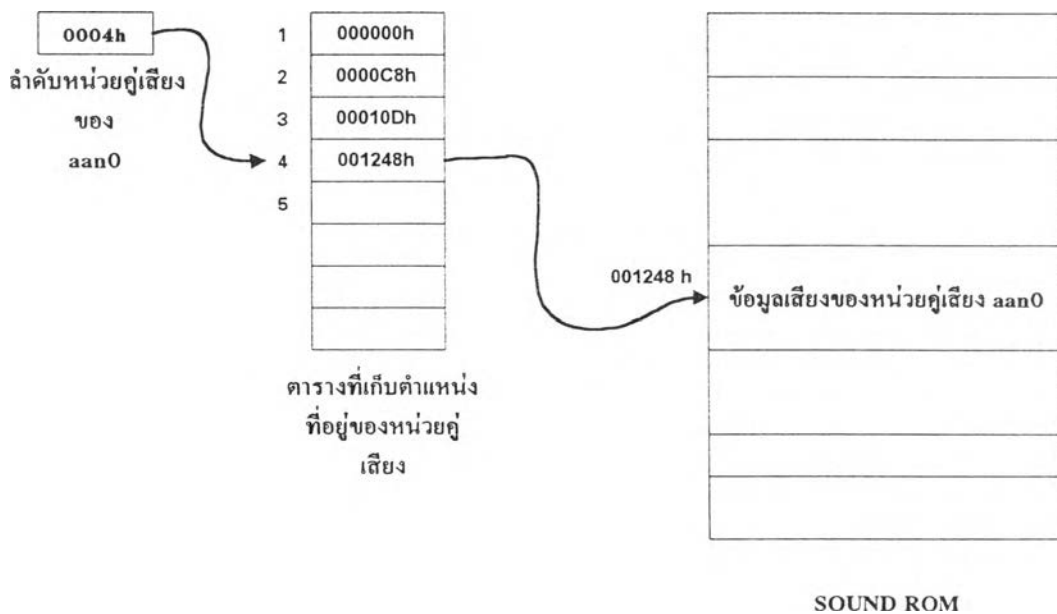 0004h
ลำดับหน่วยคู่เสียง
ของ
aan0
1 000000h
2 0000C8h
3 00010Dh
4 001248h
5
ตารางที่เก็บตำแหน่ง
ที่อยู่ของหน่วยคู่
เสียง
001248 h
ข้อมูลเสียงของหน่วยคู่เสียง aan0
SOUND ROM